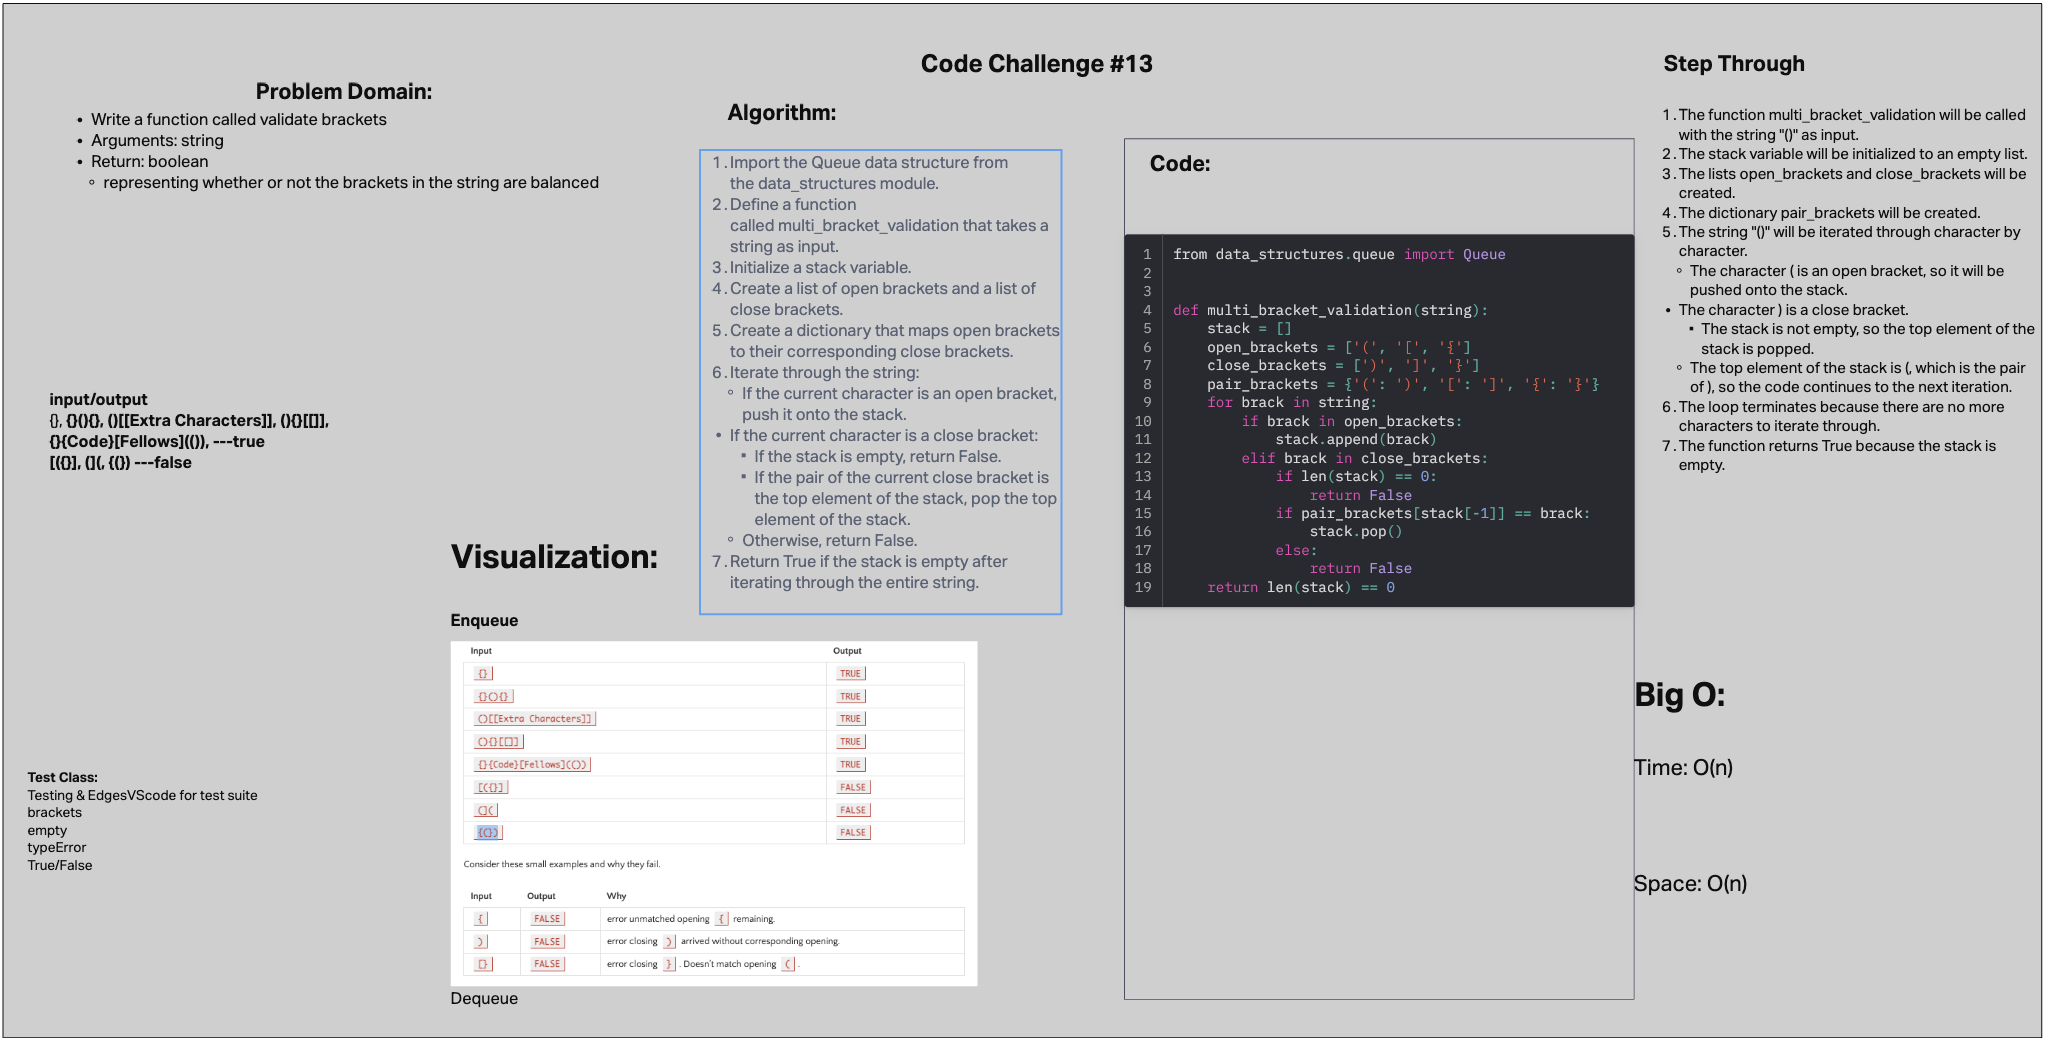 Code Challenge #13
Problem Domain:
• Write a function called validate brackets
• Arguments: string
• Return: boolean
◦ representing whether or not the brackets in the string are balanced
input/output
{}, {}(){}, ()[[Extra Characters]], (){}[[]],
{}{Code}[Fellows](()), ---true
[({}], (](, {(}) ---false
Test Class:
Testing & EdgesVScode for test suite
brackets
empty
typeError
True/False
Visualization:
Enqueue
Input Output
{} TRUE
{}(){} TRUE
()[[Extra Characters]] TRUE
(){}[[]] TRUE
{}{Code}[Fellows](()) TRUE
[({}] FALSE
(]( FALSE
{(}) FALSE
Consider these small examples and why they fail.
Input Output Why
{ FALSE error unmatched opening { remaining.
) FALSE error closing ) arrived without corresponding opening.
[} FALSE error closing } . Doesn't match opening ( .
Dequeue
Algorithm:
1. Import the Queue data structure from
the data_structures module.
2. Define a function
called multi_bracket_validation that takes a
string as input.
3. Initialize a stack variable.
4. Create a list of open brackets and a list of
close brackets.
5. Create a dictionary that maps open brackets
to their corresponding close brackets.
6. Iterate through the string:
◦ If the current character is an open bracket,
push it onto the stack.
• If the current character is a close bracket:
▪ If the stack is empty, return False.
▪ If the pair of the current close bracket is
the top element of the stack, pop the top
element of the stack.
◦ Otherwise, return False.
7. Return True if the stack is empty after
iterating through the entire string.
Code:
1 from data_structures.queue import Queue
2
3
4 def multi_bracket_validation(string):
5     stack = []
6     open_brackets = ['(', '[', '{']
7     close_brackets = [')', ']', '}']
8     pair_brackets = {'(': ')', '[': ']', '{': '}'}
9     for brack in string:
10         if brack in open_brackets:
11             stack.append(brack)
12         elif brack in close_brackets:
13             if len(stack) == 0:
14                 return False
15             if pair_brackets[stack[-1]] == brack:
16                 stack.pop()
17             else:
18                 return False
19     return len(stack) == 0
Step Through
1. The function multi_bracket_validation will be called
with the string "()" as input.
2. The stack variable will be initialized to an empty list.
3. The lists open_brackets and close_brackets will be
created.
4. The dictionary pair_brackets will be created.
5. The string "()" will be iterated through character by
character.
◦ The character ( is an open bracket, so it will be
pushed onto the stack.
• The character ) is a close bracket.
▪ The stack is not empty, so the top element of the
stack is popped.
◦ The top element of the stack is (, which is the pair
of ), so the code continues to the next iteration.
6. The loop terminates because there are no more
characters to iterate through.
7. The function returns True because the stack is
empty.
Big O:
Time: O(n)
Space: O(n)